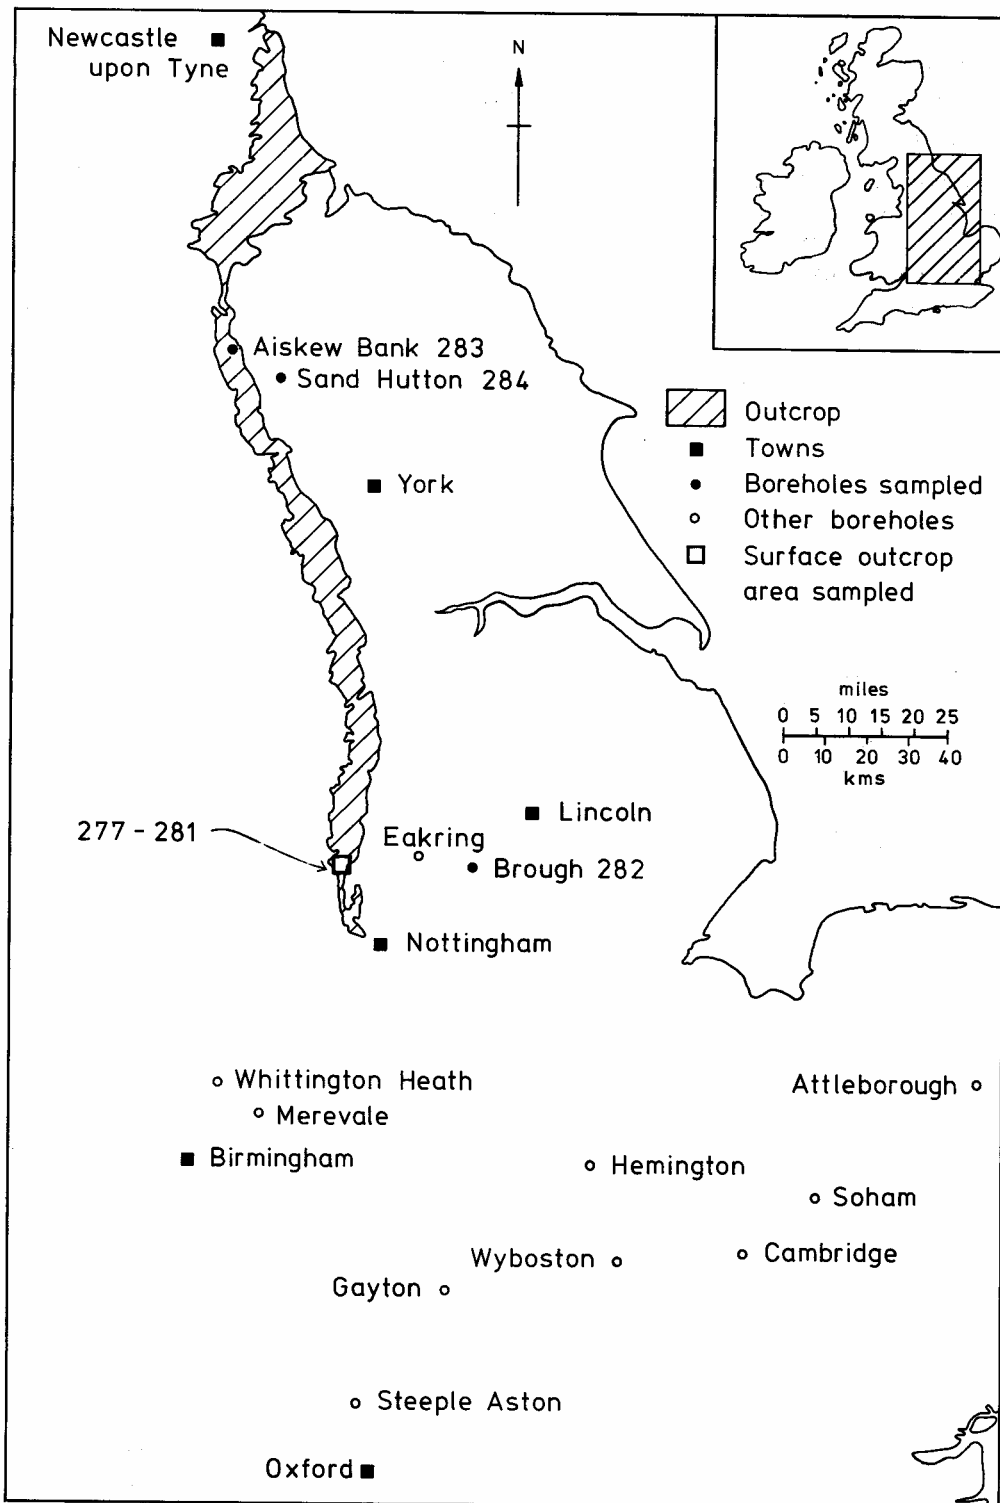 Newcastle
upon Tyne
N
Aiskew Bank 283
Sand Hutton 284
Outcrop
Towns
York
Boreholes sampled
Other boreholes
Surface outcrop
area sampled
miles
0 5 10 15 20 25
0 10 20 30 40
kms
Lincoln
277 - 281
Eakring
Brough 282
Nottingham
Whittington Heath
Attleborough
Merevale
Birmingham
Hemington
Soham
Wyboston
Cambridge
Gayton
Steeple Aston
Oxford